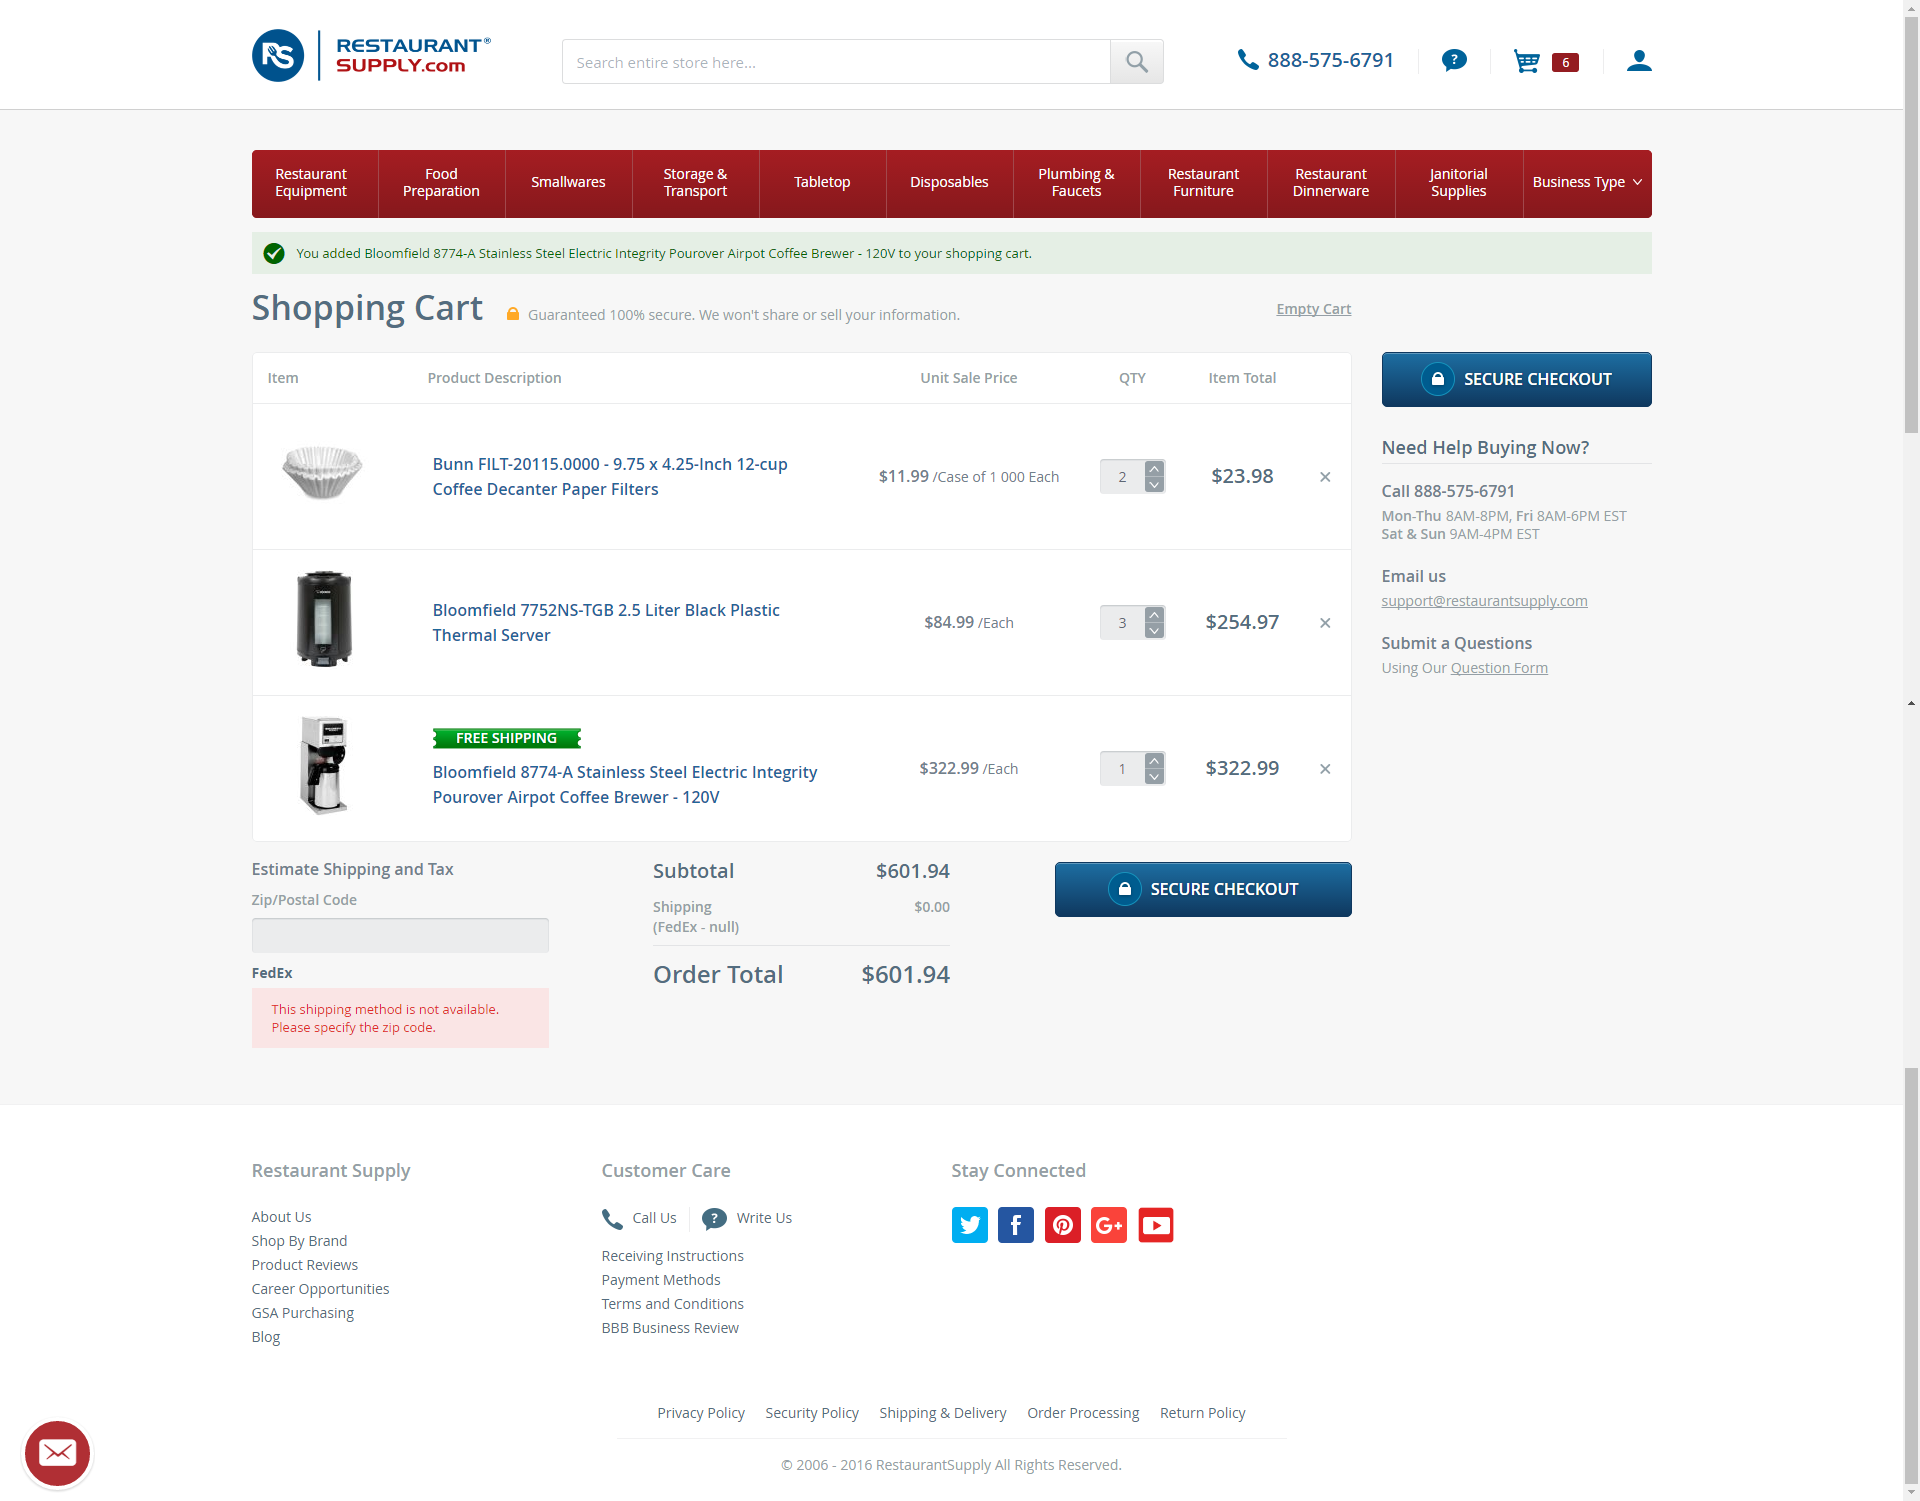 RS
RESTAURANT®
SUPPLY.com
Search entire store here...
888-575-6791
?
6
Restaurant Equipment
Food Preparation
Smallwares
Storage & Transport
Tabletop
Disposables
Plumbing & Faucets
Restaurant Furniture
Restaurant Dinnerware
Janitorial Supplies
Business Type
You added Bloomfield 8774-A Stainless Steel Electric Integrity Pourover Airpot Coffee Brewer - 120V to your shopping cart.
Shopping Cart
Guaranteed 100% secure. We won't share or sell your information.
Empty Cart
Item Product Description Unit Sale Price QTY Item Total
Bunn FILT-20115.0000 - 9.75 x 4.25-Inch 12-cup
Coffee Decanter Paper Filters
$11.99 /Case of 1 000 Each
2
$23.98
Bloomfield 7752NS-TGB 2.5 Liter Black Plastic
Thermal Server
$84.99 /Each
3
$254.97
FREE SHIPPING
Bloomfield 8774-A Stainless Steel Electric Integrity
Pourover Airpot Coffee Brewer - 120V
$322.99 /Each
1
$322.99
SECURE CHECKOUT
Need Help Buying Now?
Call 888-575-6791
Mon-Thu 8AM-8PM, Fri 8AM-6PM EST
Sat & Sun 9AM-4PM EST
Email us
support@restaurantsupply.com
Submit a Questions
Using Our Question Form
Estimate Shipping and Tax
Zip/Postal Code
FedEx
This shipping method is not available.
Please specify the zip code.
Subtotal $601.94
Shipping $0.00
(FedEx - null)
Order Total $601.94
SECURE CHECKOUT
Restaurant Supply
About Us
Shop By Brand
Product Reviews
Career Opportunities
GSA Purchasing
Blog
Customer Care
Call Us
? Write Us
Receiving Instructions
Payment Methods
Terms and Conditions
BBB Business Review
Stay Connected
f
G+
Privacy Policy Security Policy Shipping & Delivery Order Processing Return Policy
© 2006 - 2016 RestaurantSupply All Rights Reserved.